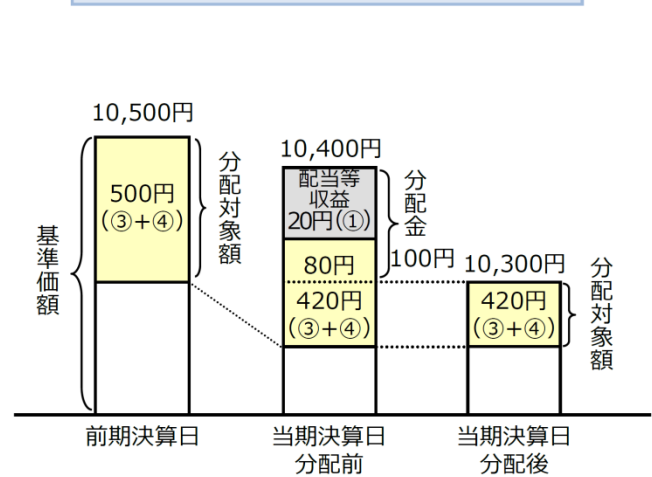 10,500円
500円
(③+④)
分配対象額
基準価額
前期決算日
10,400円
配当等
収益
20円(①)
80円
420円
(③+④)
分配金
100円
当期決算日
分配前
10,300円
420円
(③+④)
分配対象額
当期決算日
分配後